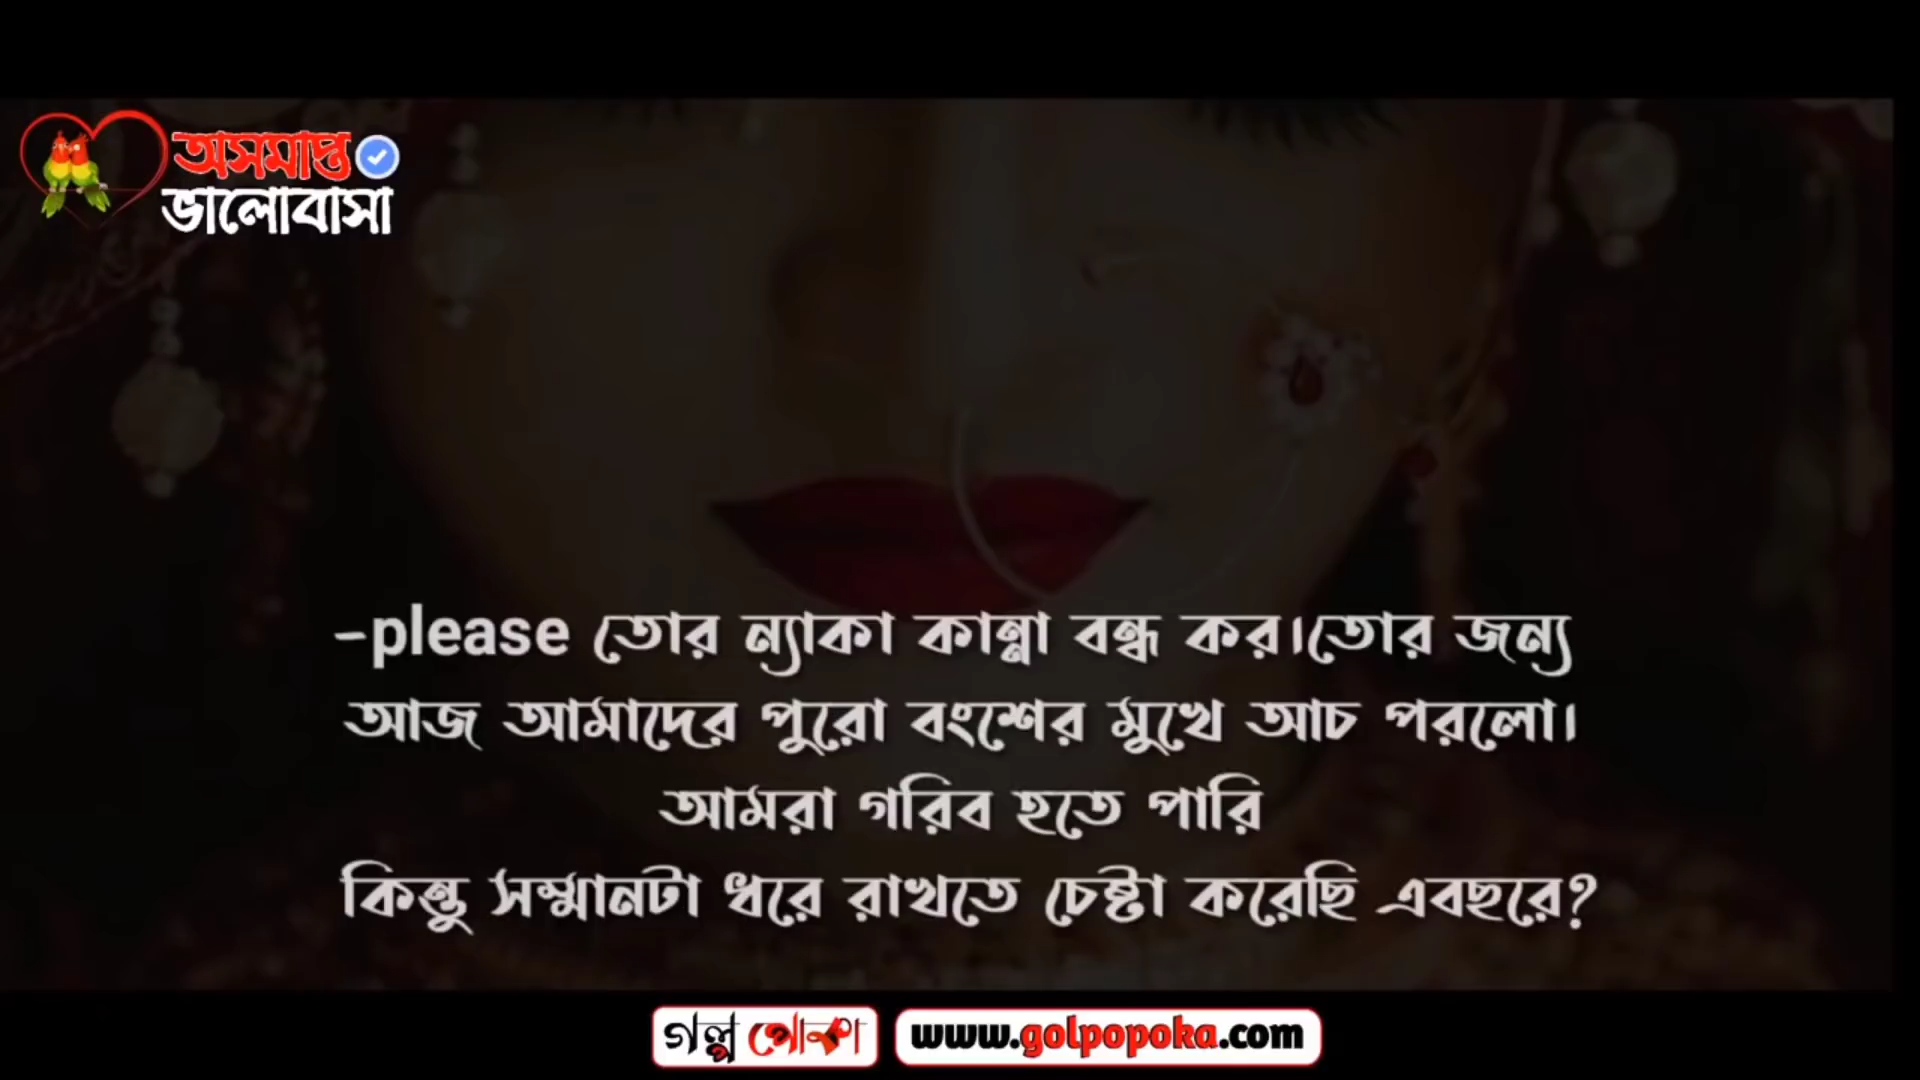 অসমাপ্ত
ভালোবাসা
-please তোর ন্যাকা কান্না বন্ধ কর।তোর জন্য
আজ আমাদের পুরো বংশের মুখে আচ পরলো।
আমরা গরিব হতে পারি
কিন্তু সম্মানটা ধরে রাখতে চেষ্টা করেছি এবছরে?
গল্প পোকা
www.golpopoka.com